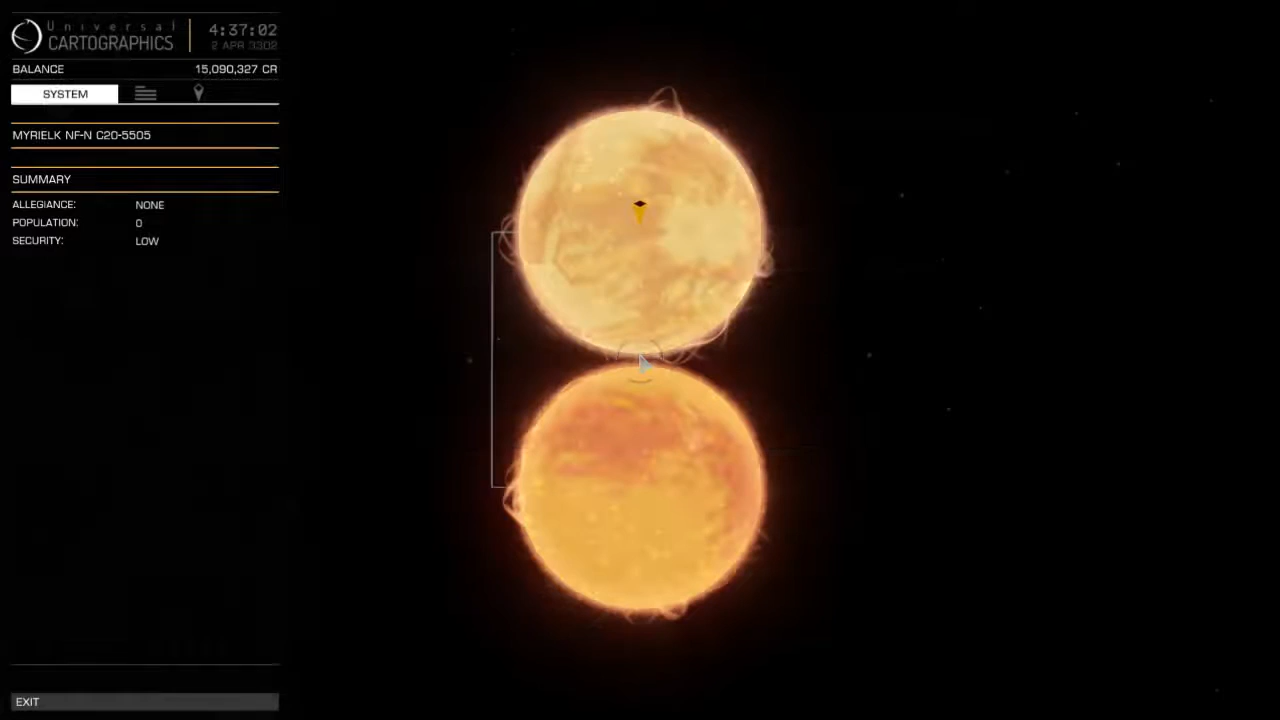 Universal
CARTOGRAPHICS
4:37:02
2 APR 3302
BALANCE 15,090,327 CR
SYSTEM
MYRIELK NF-N C20-5505
SUMMARY
ALLEGIANCE: NONE
POPULATION: 0
SECURITY: LOW
EXIT